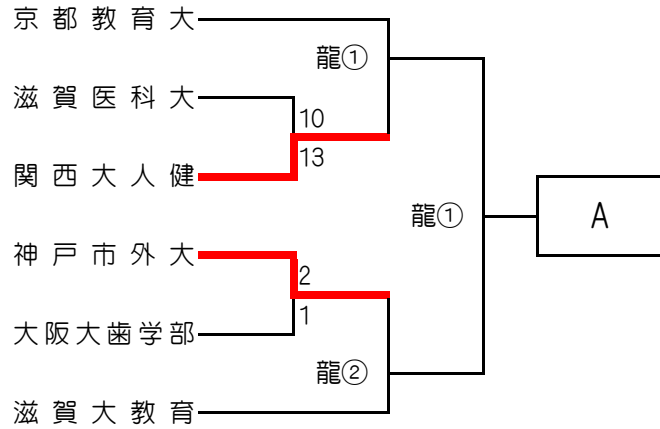 京都教育大
龍①
滋賀医科大
10
13
関西大人健
龍①
A
神戸市外大
2
1
大阪大歯学部
龍②
滋賀大教育